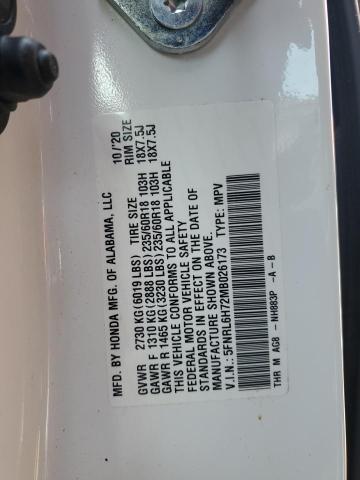 MFD. BY HONDA MFG. OF ALABAMA, LLC 10/'20
GVWR 2730 KG(6019 LBS) TIRE SIZE RIM SIZE
GAWR F 1310 KG(2888 LBS) 235/60R18 103H 18X7.5J
GAWR R 1465 KG(3230 LBS) 235/60R18 103H 18X7.5J
THIS VEHICLE CONFORMS TO ALL APPLICABLE
FEDERAL MOTOR VEHICLE SAFETY
STANDARDS IN EFFECT ON THE DATE OF
MANUFACTURE SHOWN ABOVE.
V.I.N.: 5FNRL6H72MB026173 TYPE: MPV
THR M AG8 - NH883P -A-B